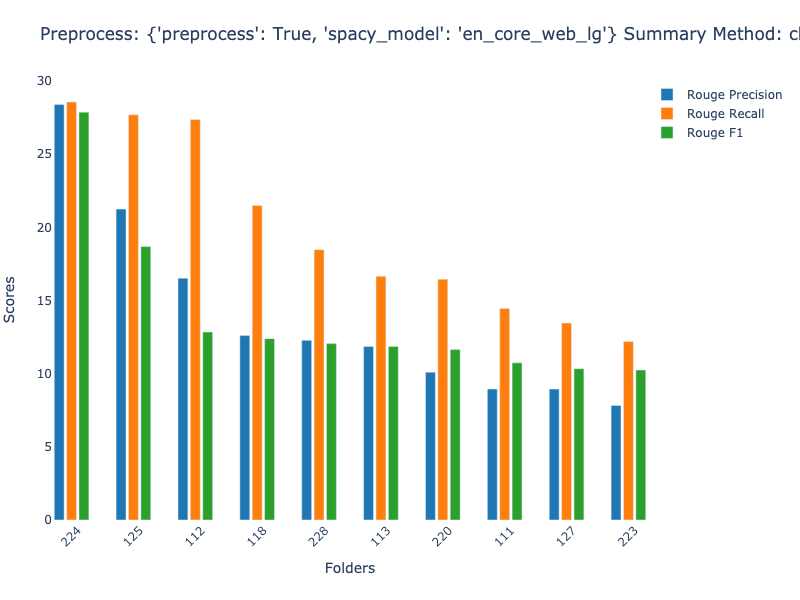 Preprocess: {'preprocess': True, 'spacy_model': 'en_core_web_lg'} Summary Method:
30
25
20
15
10
5
0
Scores
Rouge Precision
Rouge Recall
Rouge F1
224 125 112 118 228 113 220 111 127 223
Folders